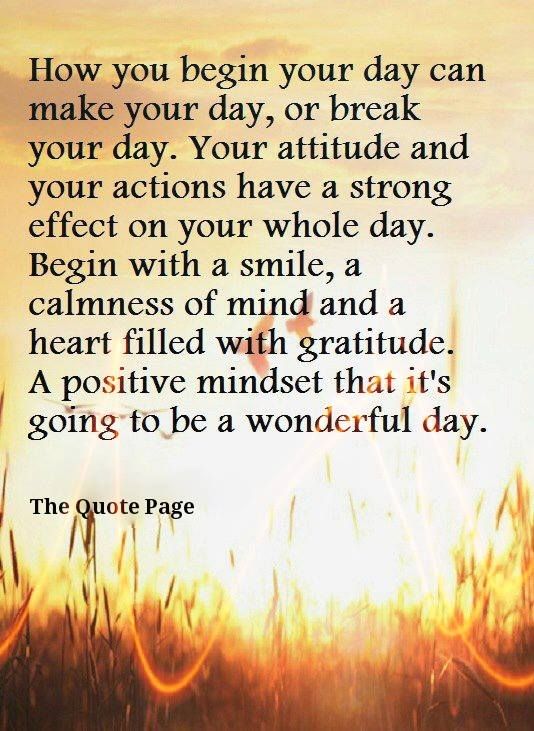 How you begin your day can
make your day, or break
your day. Your attitude and
your actions have a strong
effect on your whole day.
Begin with a smile, a
calmness of mind and a
heart filled with gratitude.
A positive mindset that it's
going to be a wonderful day.
The Quote Page